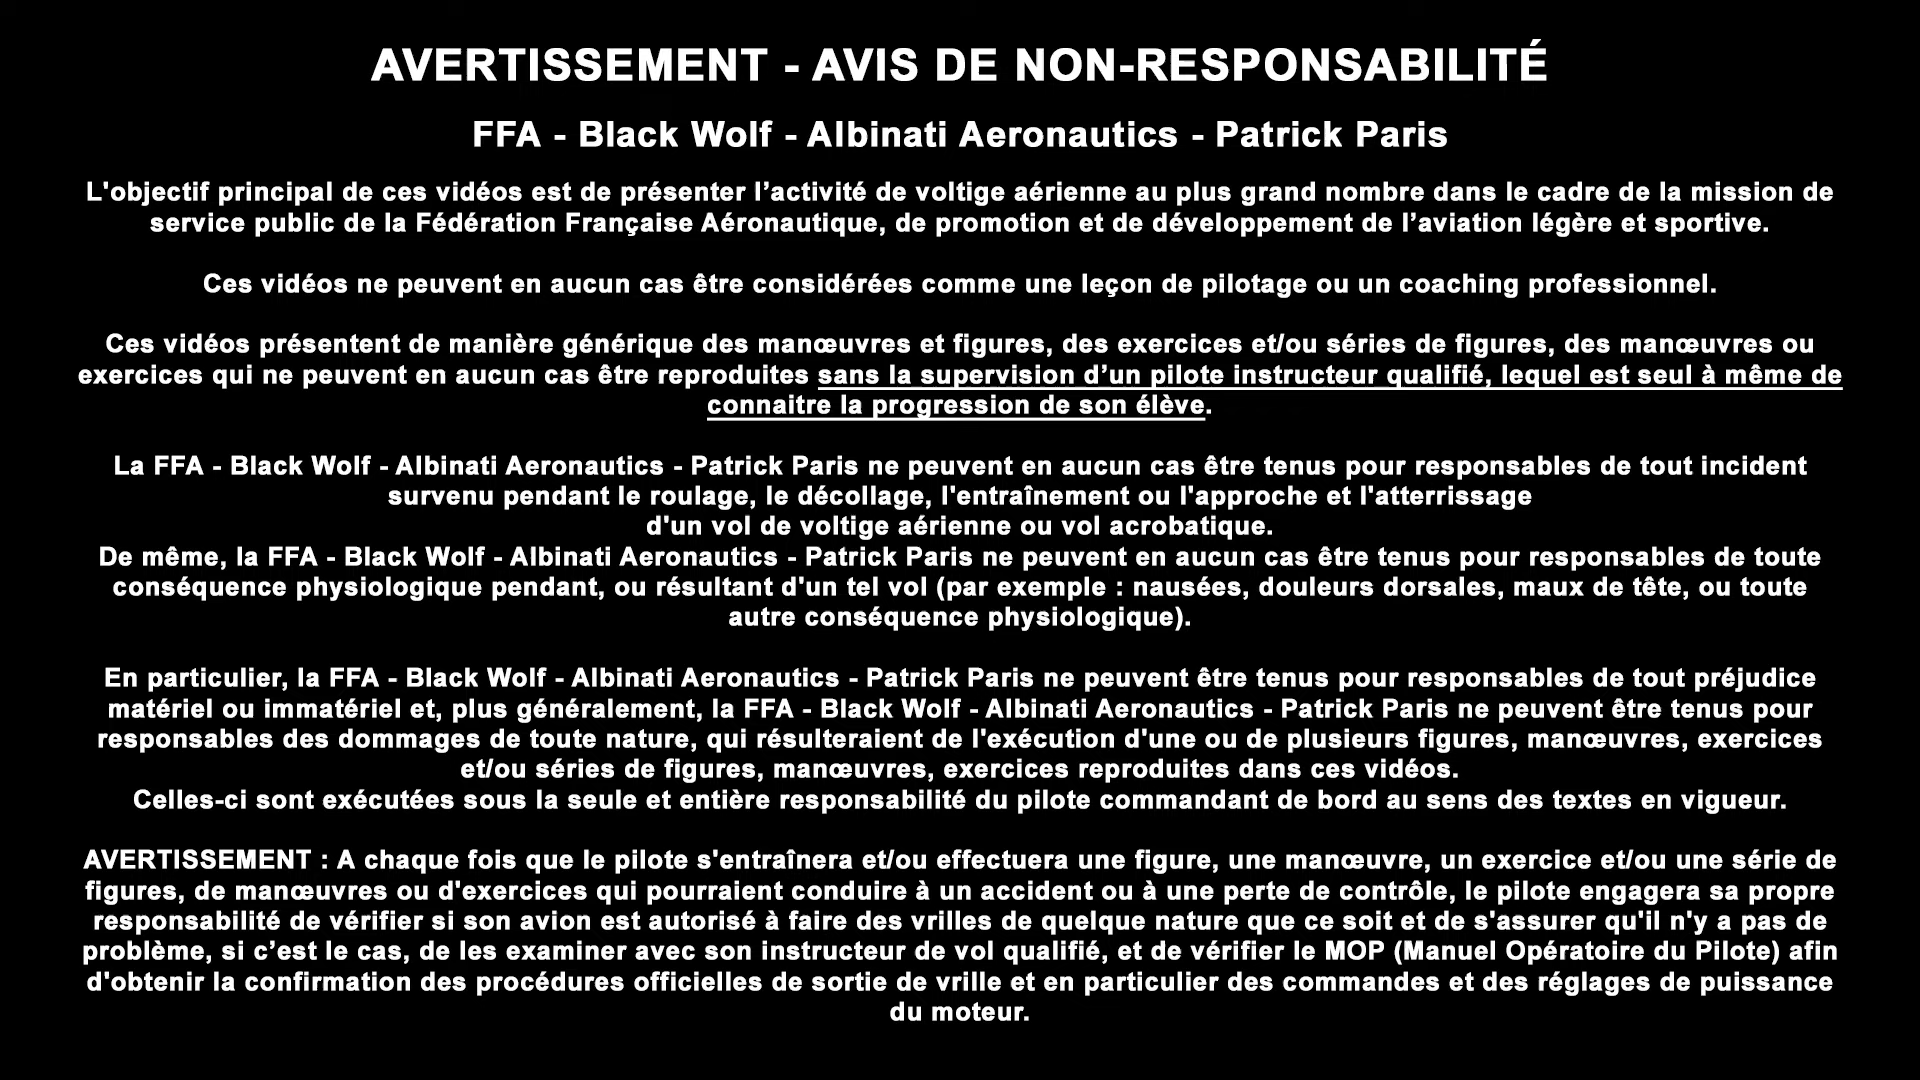 AVERTISSEMENT - AVIS DE NON-RESPONSABILITÉ
FFA - Black Wolf - Albinati Aeronautics - Patrick Paris
L'objectif principal de ces vidéos est de présenter l’activité de voltige aérienne au plus grand nombre dans le cadre de la mission de
service public de la Fédération Française Aéronautique, de promotion et de développement de l’aviation légère et sportive.
Ces vidéos ne peuvent en aucun cas être considérées comme une leçon de pilotage ou un coaching professionnel.
Ces vidéos présentent de manière générique des manœuvres et figures, des exercices et/ou séries de figures, des manœuvres ou
exercices qui ne peuvent en aucun cas être reproduites sans la supervision d’un pilote instructeur qualifié, lequel est seul à même de
connaitre la progression de son élève.
La FFA - Black Wolf - Albinati Aeronautics - Patrick Paris ne peuvent en aucun cas être tenus pour responsables de tout incident
survenu pendant le roulage, le décollage, l'entraînement ou l'approche et l'atterrissage
d'un vol de voltige aérienne ou vol acrobatique.
De même, la FFA - Black Wolf - Albinati Aeronautics - Patrick Paris ne peuvent en aucun cas être tenus pour responsables de toute
conséquence physiologique pendant, ou résultant d'un tel vol (par exemple : nausées, douleurs dorsales, maux de tête, ou toute
autre conséquence physiologique).
En particulier, la FFA - Black Wolf - Albinati Aeronautics - Patrick Paris ne peuvent être tenus pour responsables de tout préjudice
matériel ou immatériel et, plus généralement, la FFA - Black Wolf - Albinati Aeronautics - Patrick Paris ne peuvent être tenus pour
responsables des dommages de toute nature, qui résulteraient de l'exécution d'une ou de plusieurs figures, manœuvres, exercices
et/ou séries de figures, manœuvres, exercices reproduites dans ces vidéos.
Celles-ci sont exécutées sous la seule et entière responsabilité du pilote commandant de bord au sens des textes en vigueur.
AVERTISSEMENT : A chaque fois que le pilote s'entraînera et/ou effectuera une figure, une manœuvre, un exercice et/ou une série de
figures, de manœuvres ou d'exercices qui pourraient conduire à un accident ou à une perte de contrôle, le pilote engagera sa propre
responsabilité de vérifier si son avion est autorisé à faire des vrilles de quelque nature que ce soit et de s'assurer qu'il n'y a pas de
problème, si c’est le cas, de les examiner avec son instructeur de vol qualifié, et de vérifier le MOP (Manuel Opératoire du Pilote) afin
d'obtenir la confirmation des procédures officielles de sortie de vrille et en particulier des commandes et des réglages de puissance
du moteur.